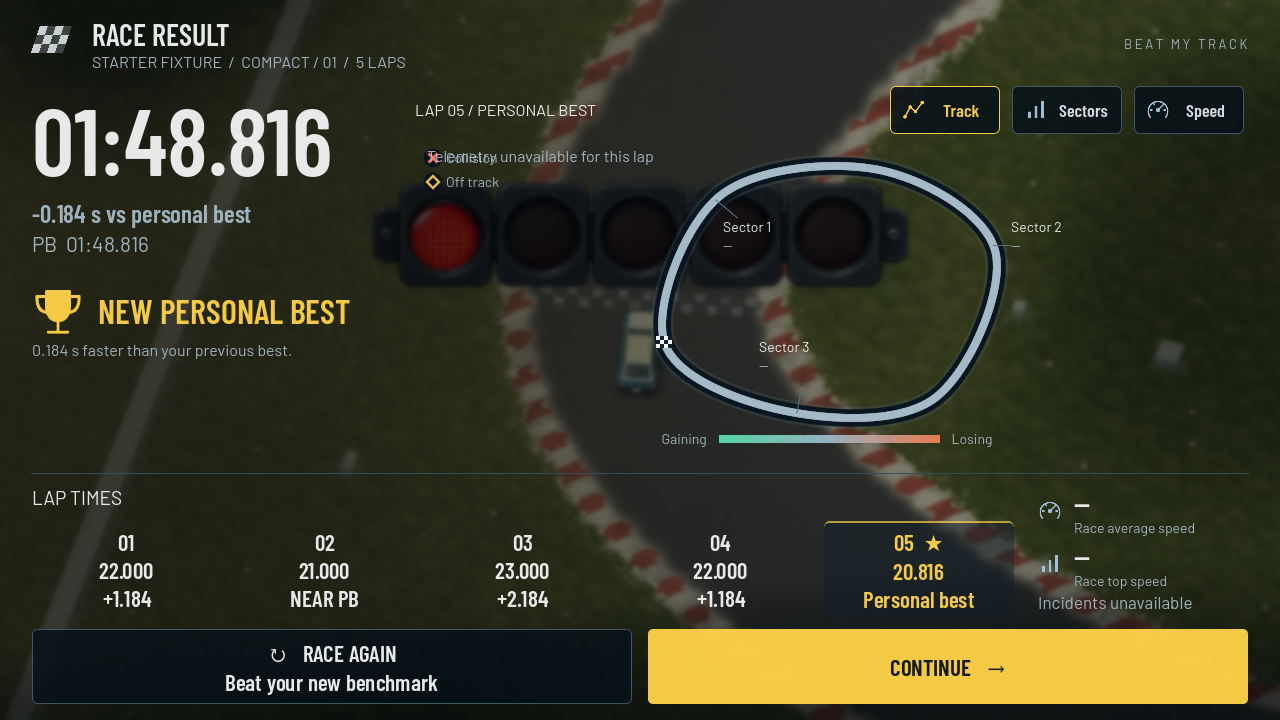 RACE RESULT
STARTER FIXTURE / COMPACT / 01 / 5 LAPS
BEAT MY TRACK
01:48.816
-0.184 s vs personal best
PB 01:48.816
NEW PERSONAL BEST
0.184 s faster than your previous best.
LAP 05 / PERSONAL BEST
Track
Sectors
Speed
Telemetry unavailable for this lap
Collision
Off track
Sector 1
–
Sector 2
–
Sector 3
–
Gaining
Losing
LAP TIMES
01
22.000
+1.184
02
21.000
NEAR PB
03
23.000
+2.184
04
22.000
+1.184
05 ★
20.816
Personal best
–
Race average speed
–
Race top speed
Incidents unavailable
↻ RACE AGAIN
Beat your new benchmark
CONTINUE →